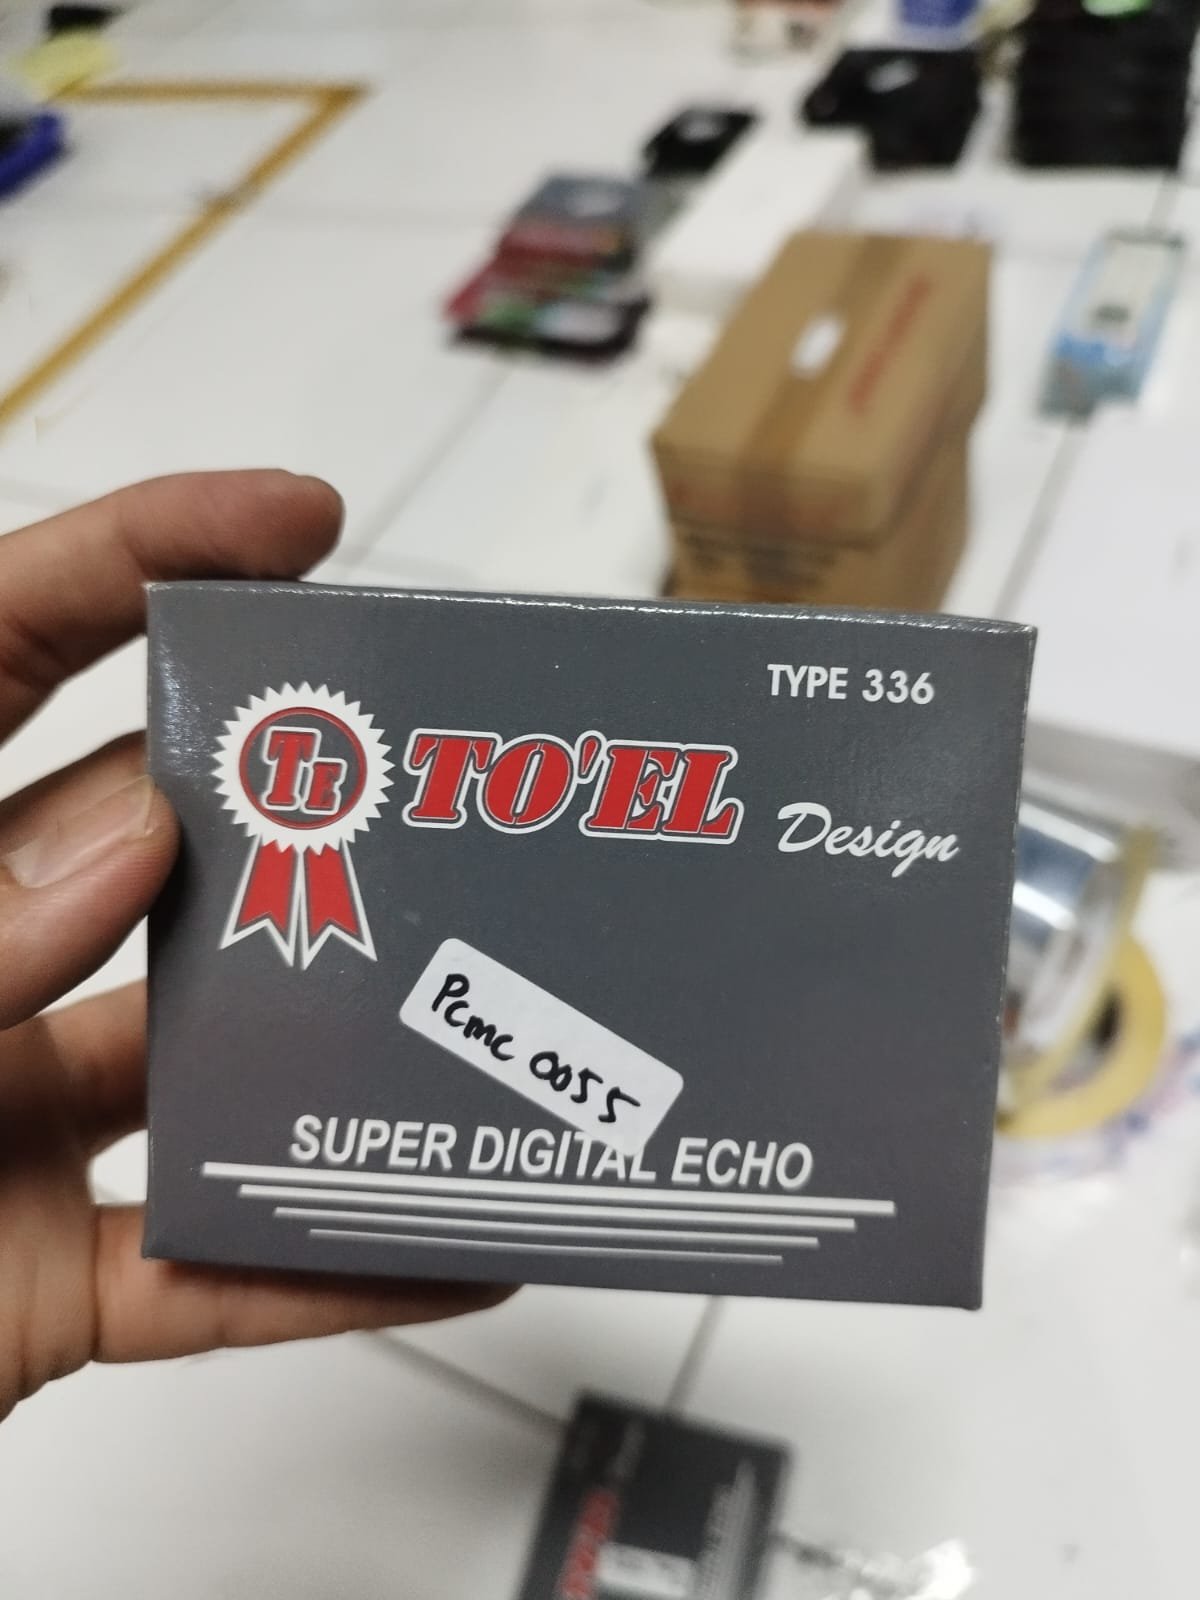 TYPE 336
TE
TO'EL Design
Pcmc 0055
SUPER DIGITAL ECHO